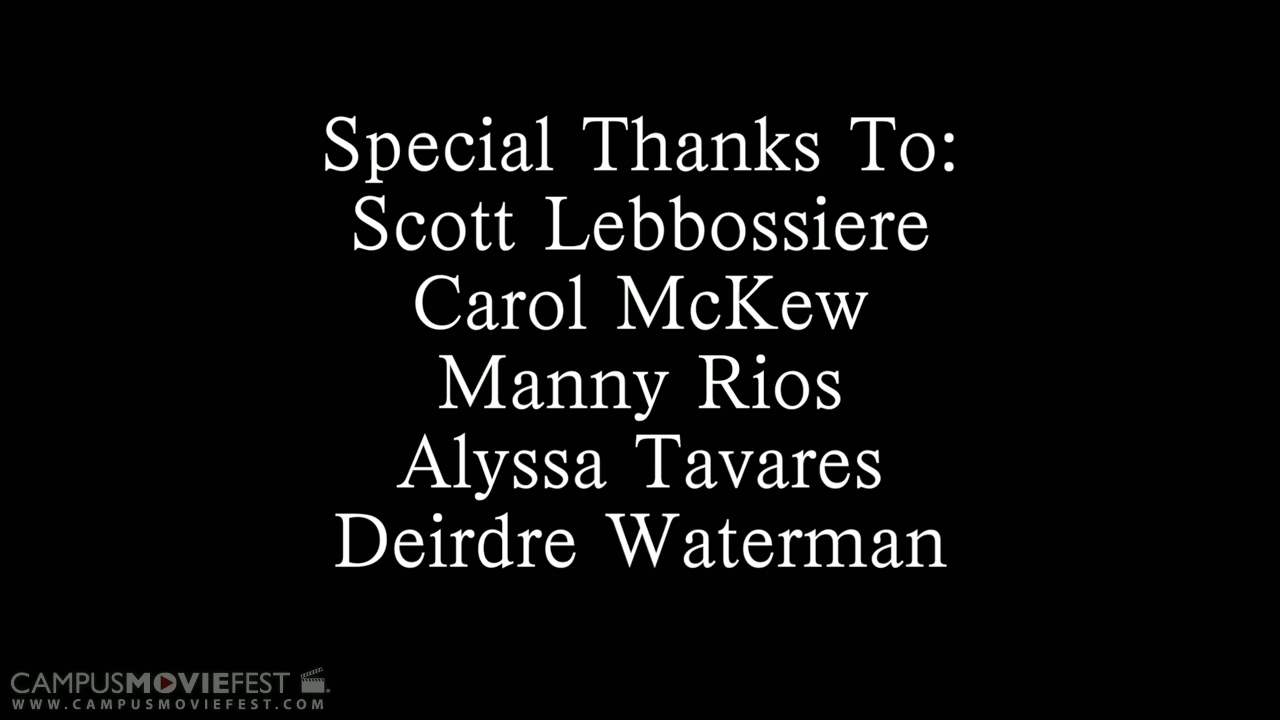 Special Thanks To:
Scott Lebbossiere
Carol McKew
Manny Rios
Alyssa Tavares
Deirdre Waterman
CAMPUSMOVIEFEST
WWW.CAMPUSMOVIEFEST.COM